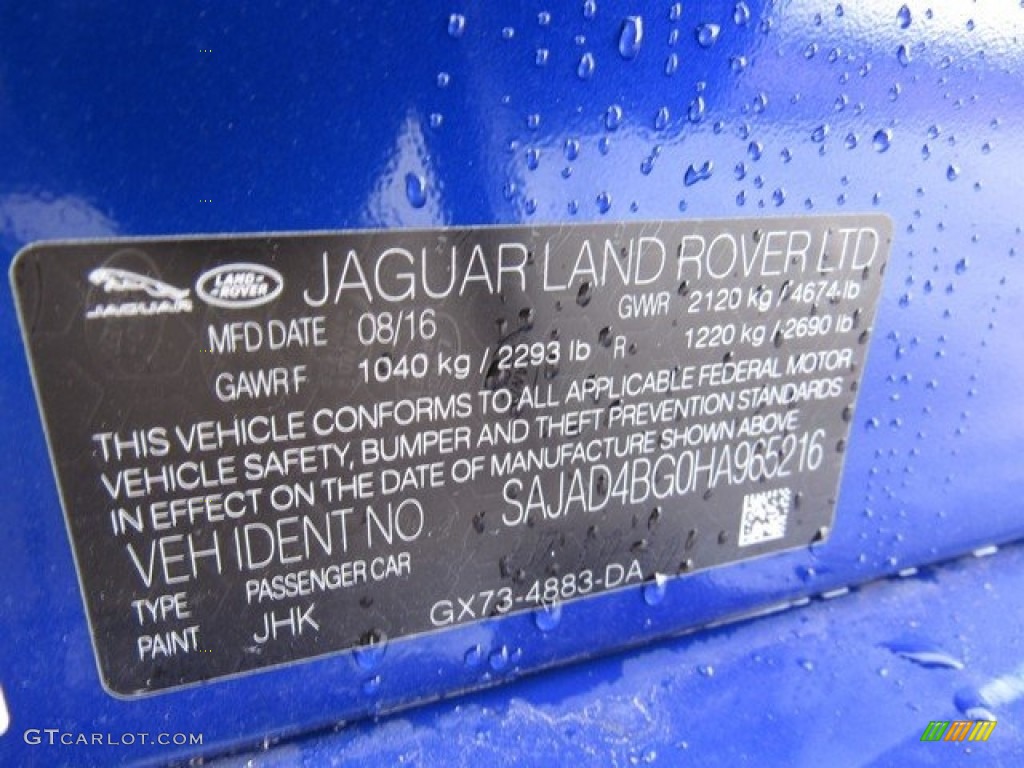 JAGUAR LAND ROVER JAGUAR LAND ROVER LTD
MFD DATE 08/16 GVWR 2120 kg / 4674 lb
GAWR F 1040 kg / 2293 lb R 1220 kg / 2690 lb
THIS VEHICLE CONFORMS TO ALL APPLICABLE FEDERAL MOTOR
VEHICLE SAFETY, BUMPER AND THEFT PREVENTION STANDARDS
IN EFFECT ON THE DATE OF MANUFACTURE SHOWN ABOVE
VEH IDENT NO SAJAD4BG0HA965216
TYPE PASSENGER CAR
PAINT JHK GX73-4883-DA
GTCARLOT.COM